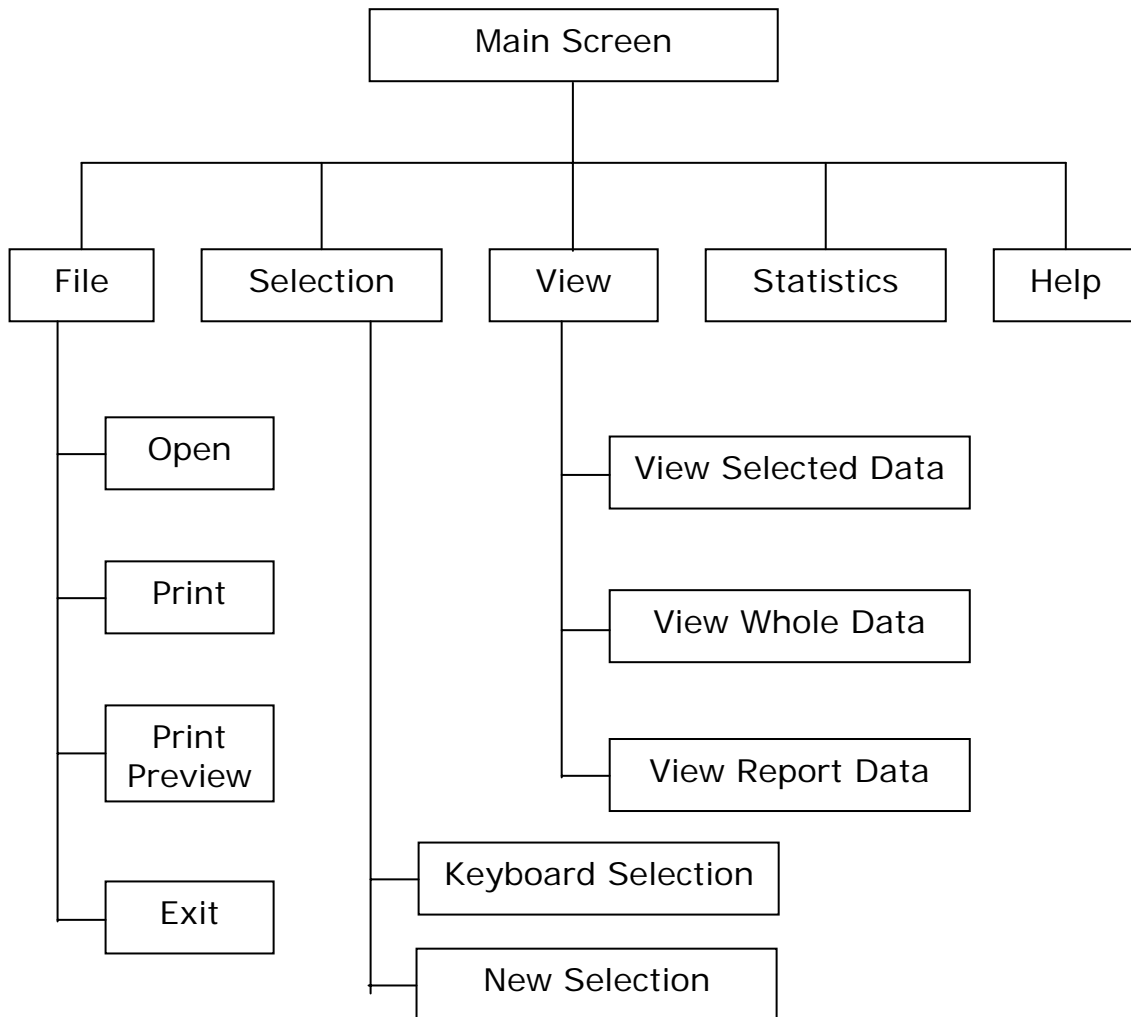 Main Screen
File
Selection
View
Statistics
Help
Open
Print
Print
Preview
Exit
Keyboard Selection
New Selection
View Selected Data
View Whole Data
View Report Data